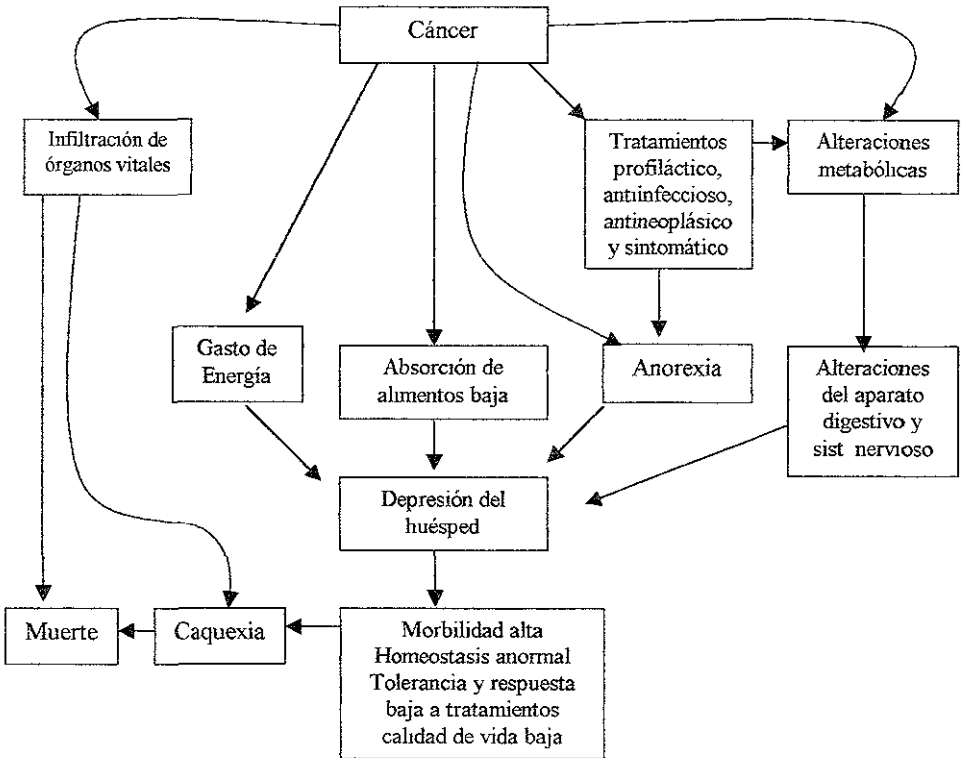 Cáncer
Infiltración de
órganos vitales
Tratamientos
profiláctico,
antiinfeccioso,
antineoplásico
y sintomático
Alteraciones
metabólicas
Gasto de
Energía
Absorción de
alimentos baja
Anorexia
Alteraciones
del aparato
digestivo y
sist nervioso
Depresión del
huésped
Muerte
Caquexia
Morbilidad alta
Homeostasis anormal
Tolerancia y respuesta
baja a tratamientos
calidad de vida baja